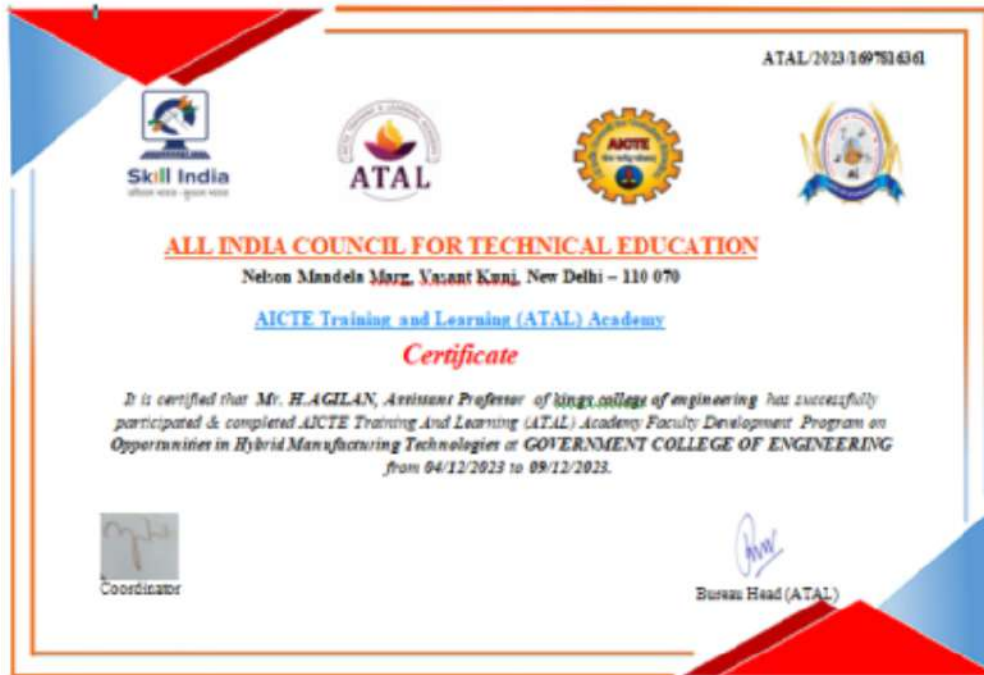 ATAL/2023/1697816361
Skill India
कौशल भारत - कुशल भारत
ATAL
AICTE
ALL INDIA COUNCIL FOR TECHNICAL EDUCATION
Nelson Mandela Marg, Vasant Kunj, New Delhi – 110 070
AICTE Training and Learning (ATAL) Academy
Certificate
It is certified that Mr. H.AGILAN, Assistant Professor of kings college of engineering has successfully
participated & completed AICTE Training And Learning (ATAL) Academy Faculty Development Program on
Opportunities in Hybrid Manufacturing Technologies at GOVERNMENT COLLEGE OF ENGINEERING
from 04/12/2023 to 09/12/2023.
Coordinator
Bureau Head (ATAL)